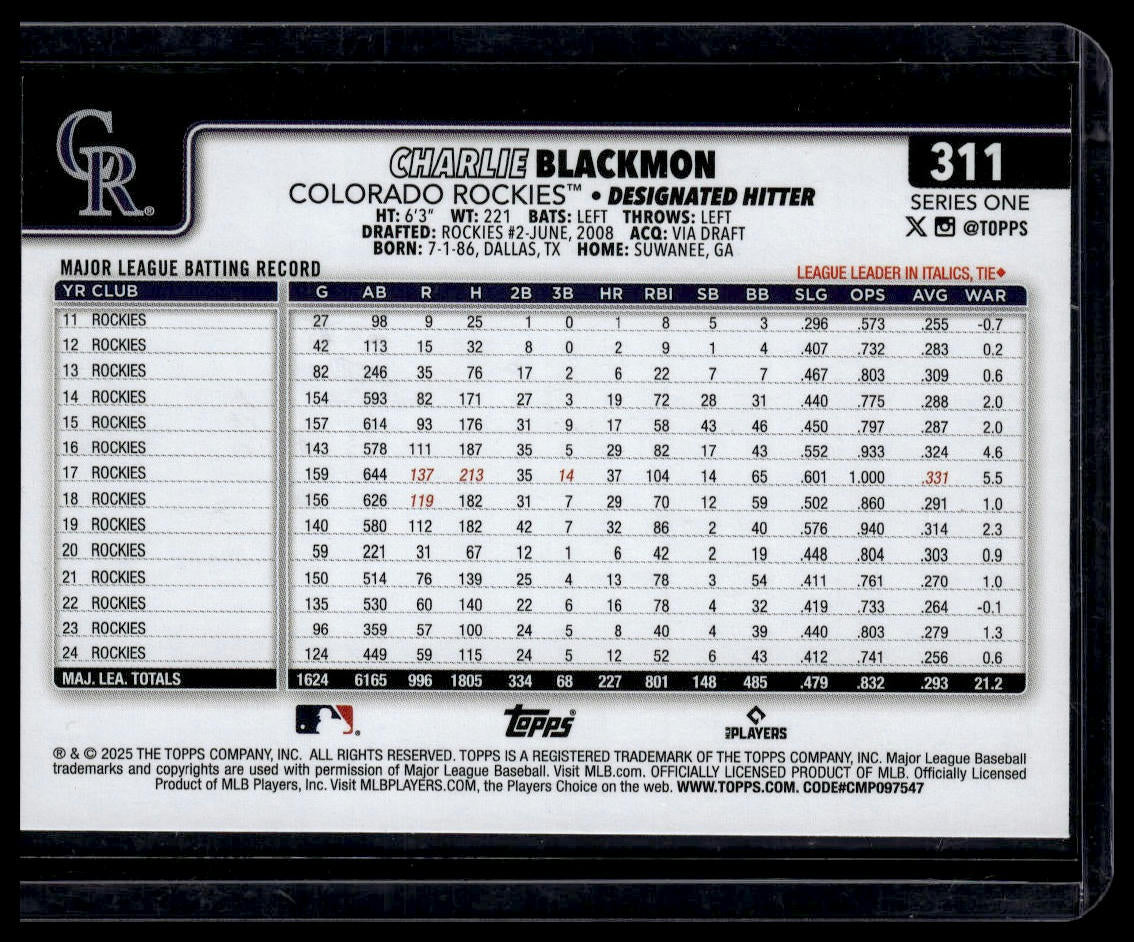 CR®
CHARLIE BLACKMON
311
COLORADO ROCKIES™ • DESIGNATED HITTER
SERIES ONE
HT: 6'3" WT: 221 BATS: LEFT THROWS: LEFT
@TOPPS
DRAFTED: ROCKIES #2-JUNE, 2008 ACQ: VIA DRAFT
BORN: 7-1-86, DALLAS, TX HOME: SUWANEE, GA
MAJOR LEAGUE BATTING RECORD
LEAGUE LEADER IN ITALICS, TIE♦
YR CLUB G AB R H 2B 3B HR RBI SB BB SLG OPS AVG WAR
11 ROCKIES 27 98 9 25 1 0 1 8 5 3 .296 .573 .255 -0.7
12 ROCKIES 42 113 15 32 8 0 2 9 1 4 .407 .732 .283 0.2
13 ROCKIES 82 246 35 76 17 2 6 22 7 7 .467 .803 .309 0.6
14 ROCKIES 154 593 82 171 27 3 19 72 28 31 .440 .775 .288 2.0
15 ROCKIES 157 614 93 176 31 9 17 58 43 46 .450 .797 .287 2.0
16 ROCKIES 143 578 111 187 35 5 29 82 17 43 .552 .933 .324 4.6
17 ROCKIES 159 644 137 213 35 14 37 104 14 65 .601 1.000 .331 5.5
18 ROCKIES 156 626 119 182 31 7 29 70 12 59 .502 .860 .291 1.0
19 ROCKIES 140 580 112 182 42 7 32 86 2 40 .576 .940 .314 2.3
20 ROCKIES 59 221 31 67 12 1 6 42 2 19 .448 .804 .303 0.9
21 ROCKIES 150 514 76 139 25 4 13 78 3 54 .411 .761 .270 1.0
22 ROCKIES 135 530 60 140 22 6 16 78 4 32 .419 .733 .264 -0.1
23 ROCKIES 96 359 57 100 24 5 8 40 4 39 .440 .803 .279 1.3
24 ROCKIES 124 449 59 115 24 5 12 52 6 43 .412 .741 .256 0.6
MAJ. LEA. TOTALS 1624 6165 996 1805 334 68 227 801 148 485 .479 .832 .293 21.2
Topps®
MLB PLAYERS
® & © 2025 THE TOPPS COMPANY, INC. ALL RIGHTS RESERVED. TOPPS IS A REGISTERED TRADEMARK OF THE TOPPS COMPANY, INC. Major League Baseball
trademarks and copyrights are used with permission of Major League Baseball. Visit MLB.com. OFFICIALLY LICENSED PRODUCT OF MLB. Officially Licensed
Product of MLB Players, Inc. Visit MLBPLAYERS.COM, the Players Choice on the web. WWW.TOPPS.COM. CODE#CMP097547